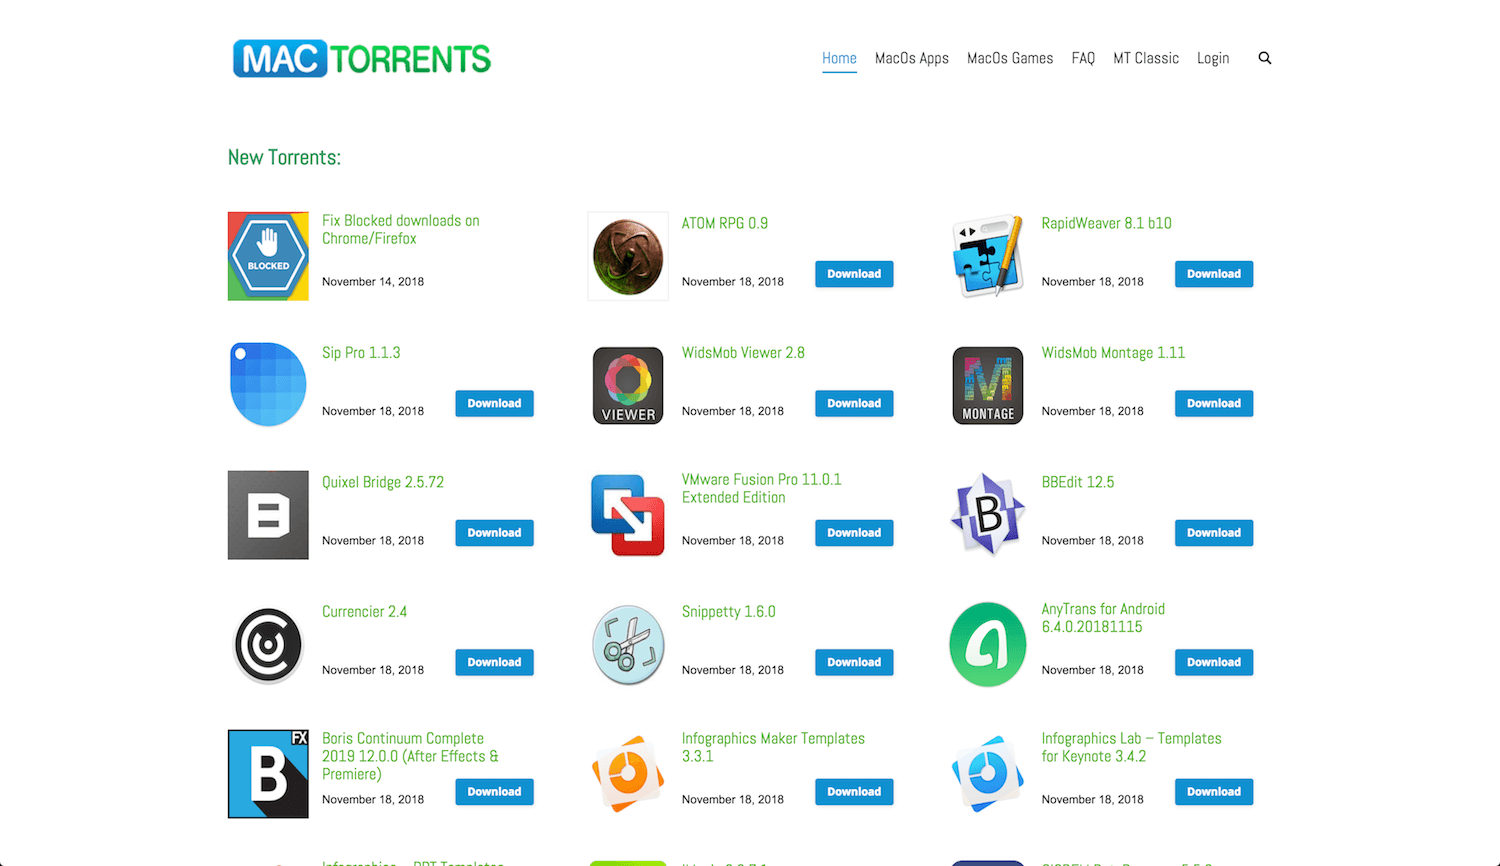 MAC TORRENTS
Home MacOs Apps MacOs Games FAQ MT Classic Login
New Torrents:
BLOCKED
Fix Blocked downloads on
Chrome/Firefox
November 14, 2018
ATOM RPG 0.9
November 18, 2018
Download
RapidWeaver 8.1 b10
November 18, 2018
Download
Sip Pro 1.1.3
November 18, 2018
Download
VIEWER
WidsMob Viewer 2.8
November 18, 2018
Download
M
MONTAGE
WidsMob Montage 1.11
November 18, 2018
Download
B
Quixel Bridge 2.5.72
November 18, 2018
Download
VMware Fusion Pro 11.0.1
Extended Edition
November 18, 2018
Download
B
BBEdit 12.5
November 18, 2018
Download
Currencier 2.4
November 18, 2018
Download
Snippetty 1.6.0
November 18, 2018
Download
AnyTrans for Android
6.4.0.20181115
November 18, 2018
Download
FX
B
Boris Continuum Complete
2019 12.0.0 (After Effects &
Premiere)
November 18, 2018
Download
Infographics Maker Templates
3.3.1
November 18, 2018
Download
Infographics Lab – Templates
for Keynote 3.4.2
November 18, 2018
Download